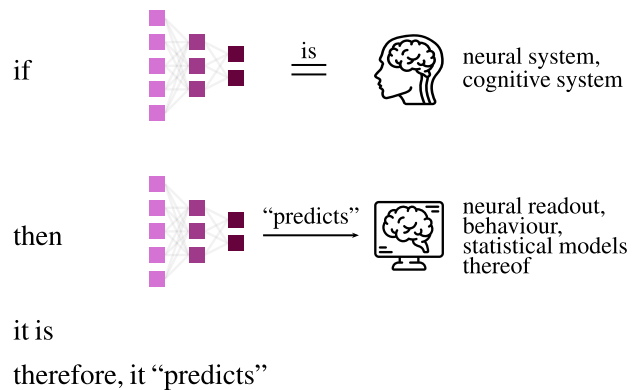 if
is
neural system,
cognitive system
then
“predicts”
neural readout,
behaviour,
statistical models
thereof
it is
therefore, it “predicts”